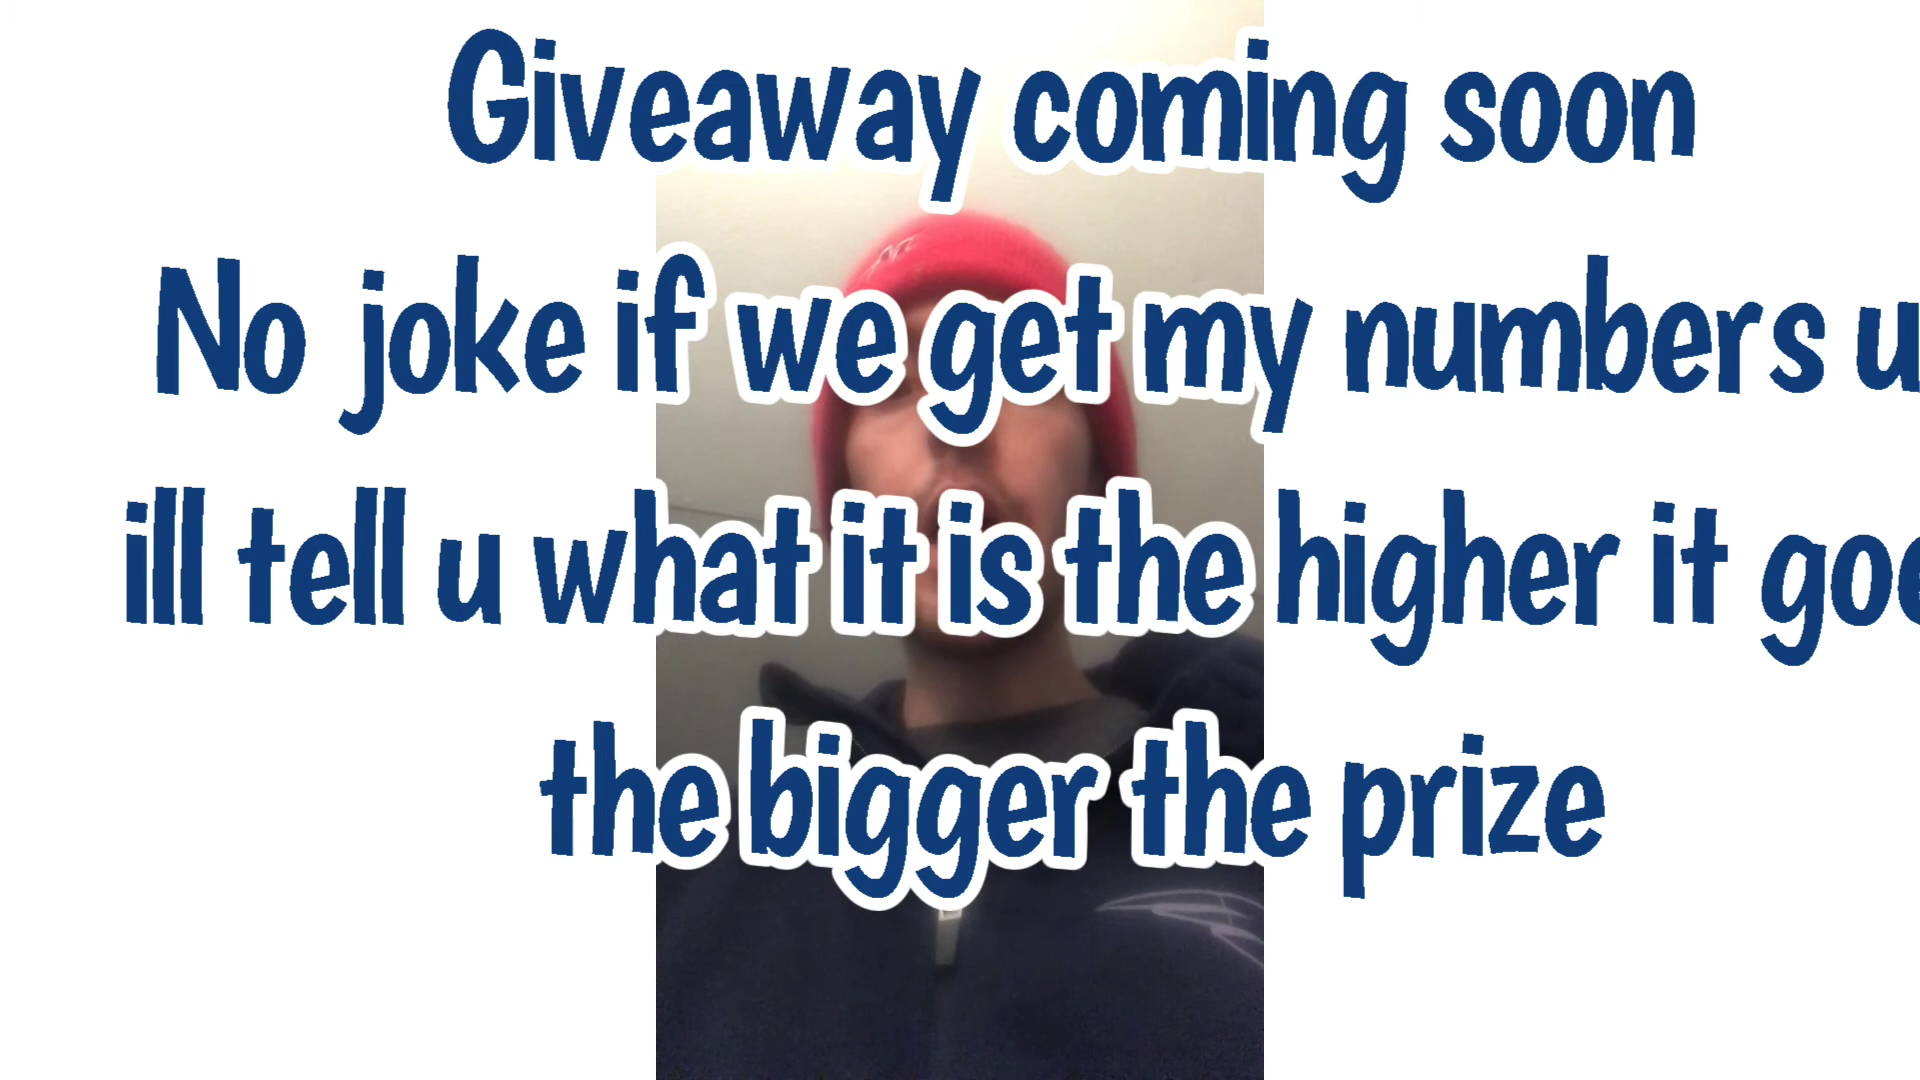 Giveaway coming soon
No joke if we get my numbers
ill tell u what it is the higher it
the bigger the prize